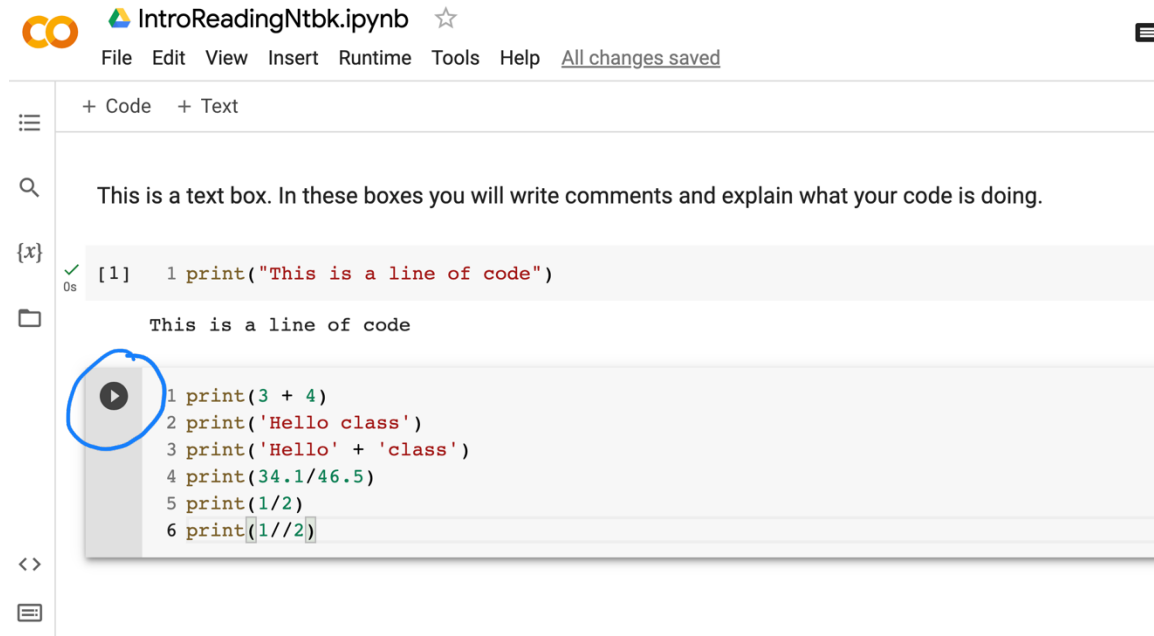 IntroReadingNtbk.ipynb
File Edit View Insert Runtime Tools Help All changes saved
+ Code + Text
This is a text box. In these boxes you will write comments and explain what your code is doing.
{x}
[1] 1 print("This is a line of code")
0s
This is a line of code
1 print(3 + 4)
2 print('Hello class')
3 print('Hello' + 'class')
4 print(34.1/46.5)
5 print(1/2)
6 print(1//2)